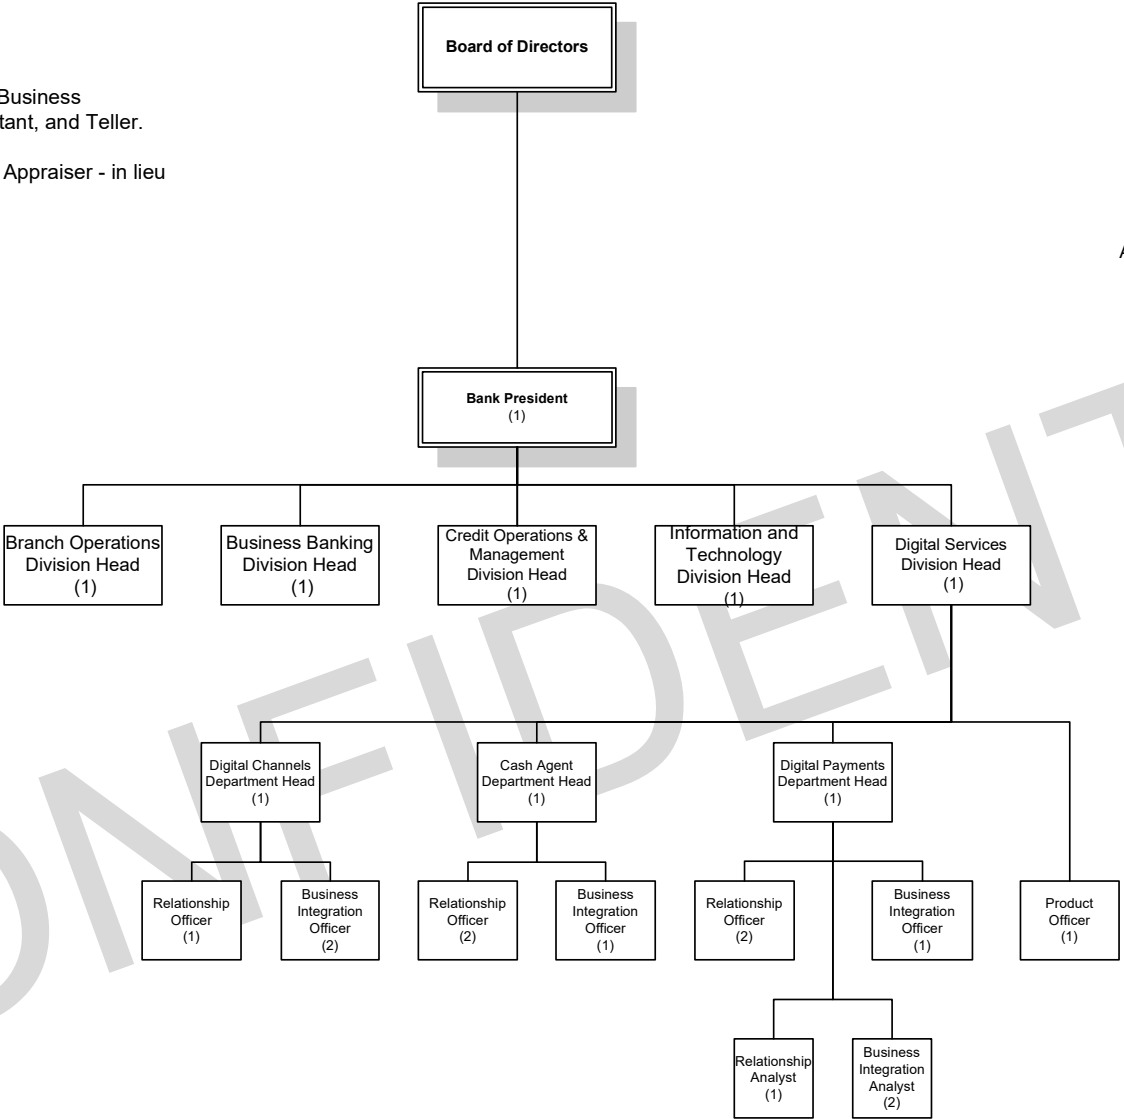 Board of Directors
Business
tant, and Teller.
Appraiser - in lieu
A
Bank President
(1)
Branch Operations
Division Head
(1)
Business Banking
Division Head
(1)
Credit Operations &
Management
Division Head
(1)
Information and
Technology
Division Head
(1)
Digital Services
Division Head
(1)
Digital Channels
Department Head
(1)
Cash Agent
Department Head
(1)
Digital Payments
Department Head
(1)
Relationship
Officer
(1)
Business
Integration
Officer
(2)
Relationship
Officer
(2)
Business
Integration
Officer
(1)
Relationship
Officer
(2)
Business
Integration
Officer
(1)
Product
Officer
(1)
Relationship
Analyst
(1)
Business
Integration
Analyst
(2)
ONFIDENT